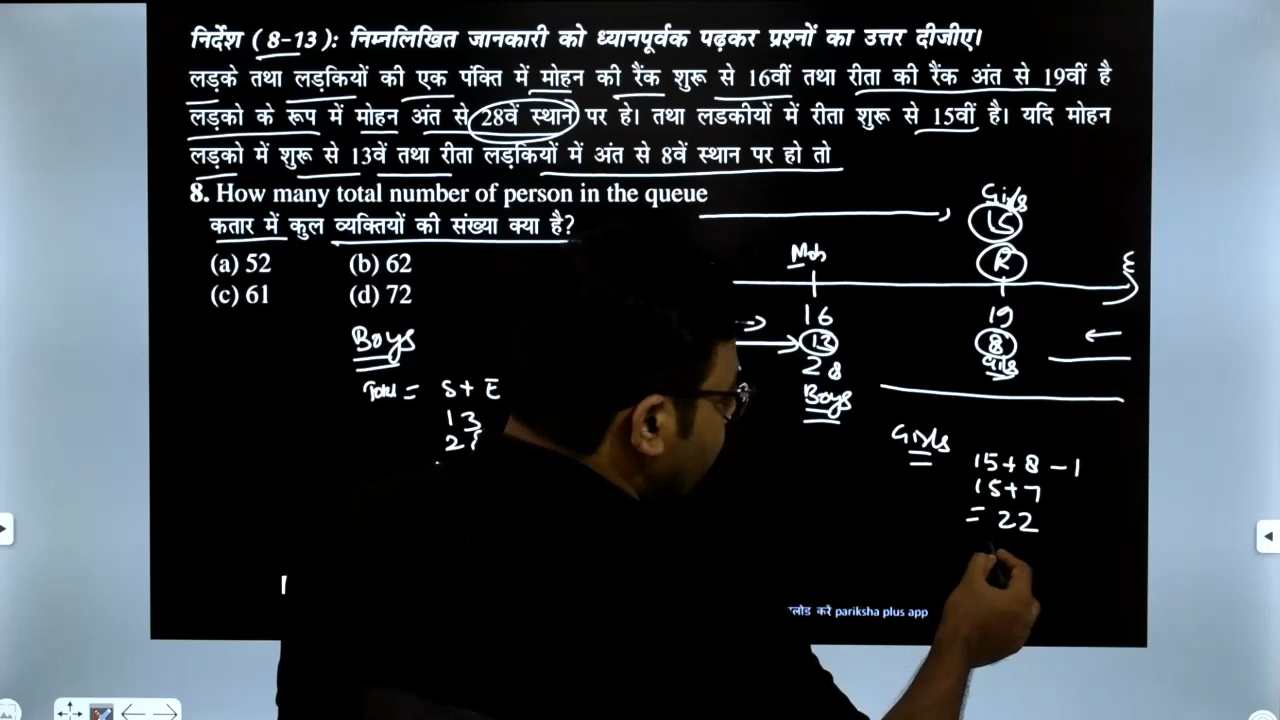 निर्देश ( 8-13 ): निम्नलिखित जानकारी को ध्यानपूर्वक पढ़कर प्रश्नों का उत्तर दीजीए।
लड़के तथा लड़कियों की एक पंक्ति में मोहन की रैंक शुरू से 16वीं तथा रीता की रैंक अंत से 19वीं है
लड़को के रूप में मोहन अंत से 28वें स्थान पर हे। तथा लडकीयों में रीता शुरू से 15वीं है। यदि मोहन
लड़को में शुरू से 13वें तथा रीता लड़कियों में अंत से 8वें स्थान पर हो तो
8. How many total number of person in the queue
कतार में कुल व्यक्तियों की संख्या क्या है?
(a) 52 (b) 62
(c) 61 (d) 72
Girls
15
Moh R
16 19
13 8
28 Girls
Boys
Boys
Total = S + E
13
Girls
15 + 8 - 1
15 + 7
= 22
करें pariksha plus app